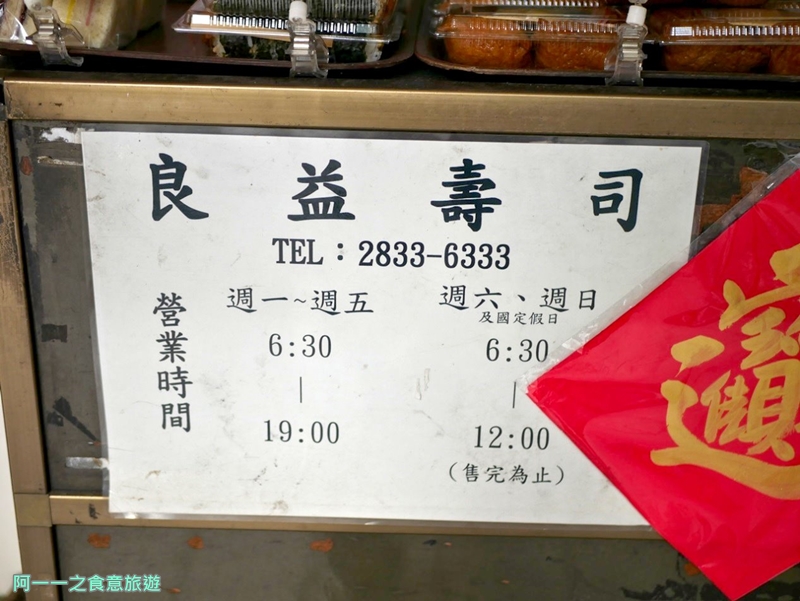 良益壽司
TEL：2833-6333
營業時間
週一~週五
6:30
|
19:00
週六、週日
及國定假日
6:30
|
12:00
(售完為止)
阿一一之食意旅遊